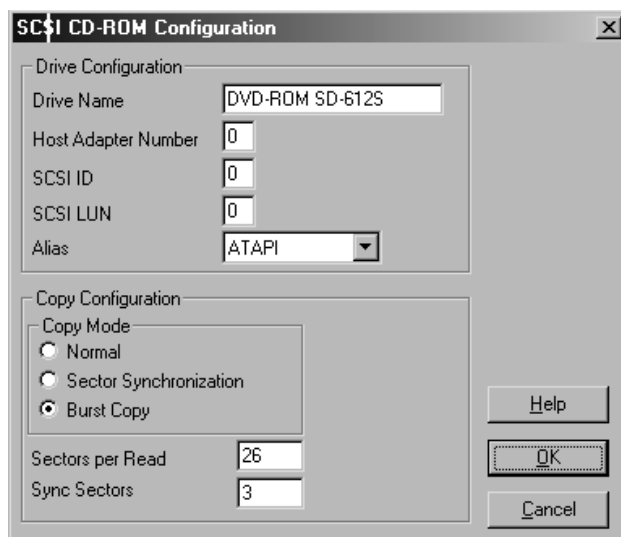 SCSI CD-ROM Configuration
Drive Configuration
Drive Name DVD-ROM SD-612S
Host Adapter Number 0
SCSI ID 0
SCSI LUN 0
Alias ATAPI
Copy Configuration
Copy Mode
Normal
Sector Synchronization
Burst Copy
Sectors per Read 26
Sync Sectors 3
Help
OK
Cancel